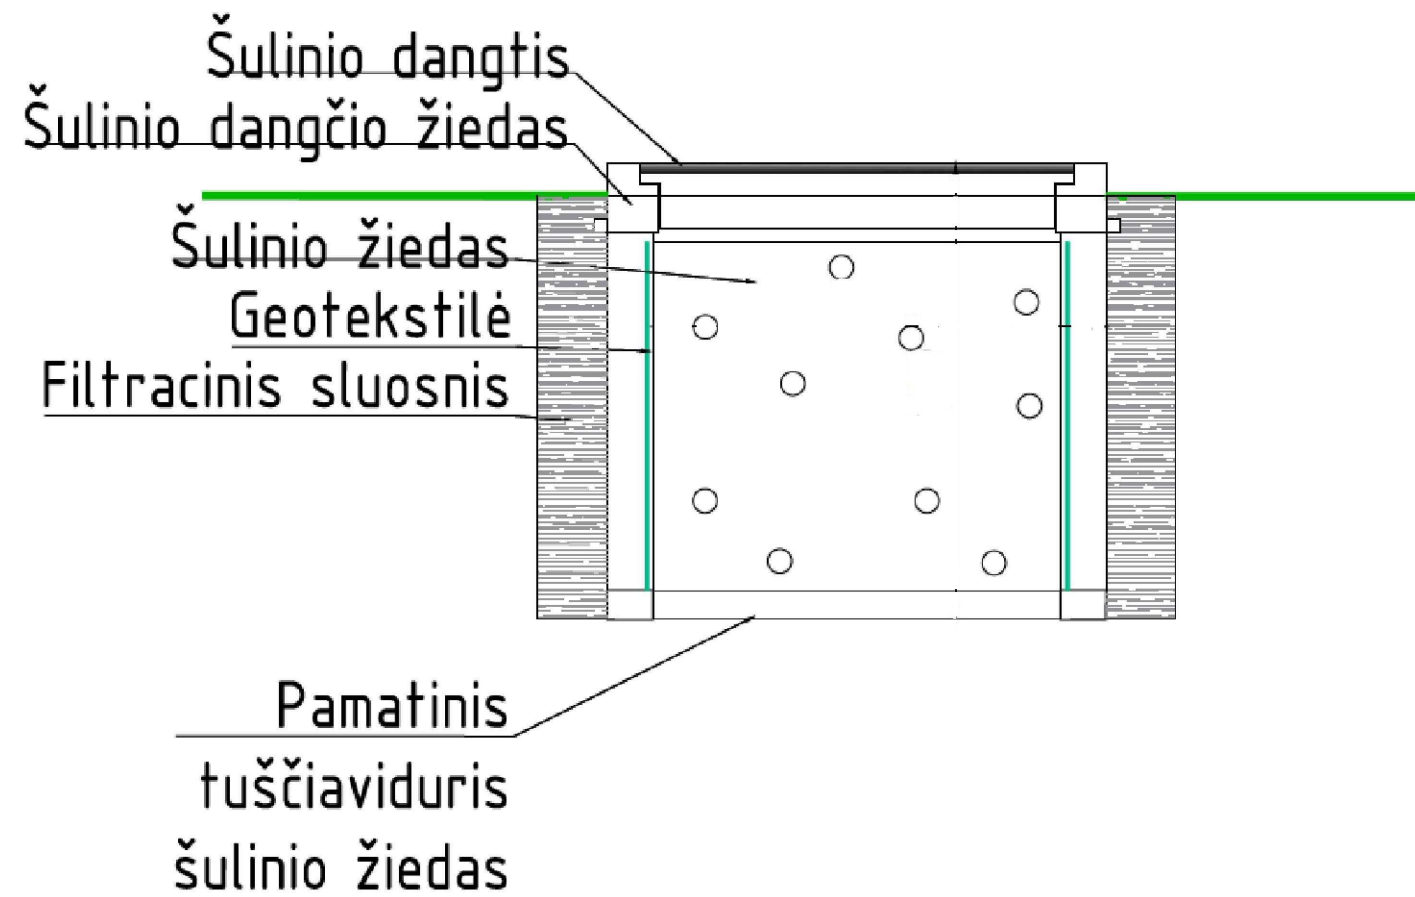 Šulinio dangtis
Šulinio dangčio žiedas
Šulinio žiedas
Geotekstilė
Filtracinis sluosnis
Pamatinis
tuščiaviduris
šulinio žiedas